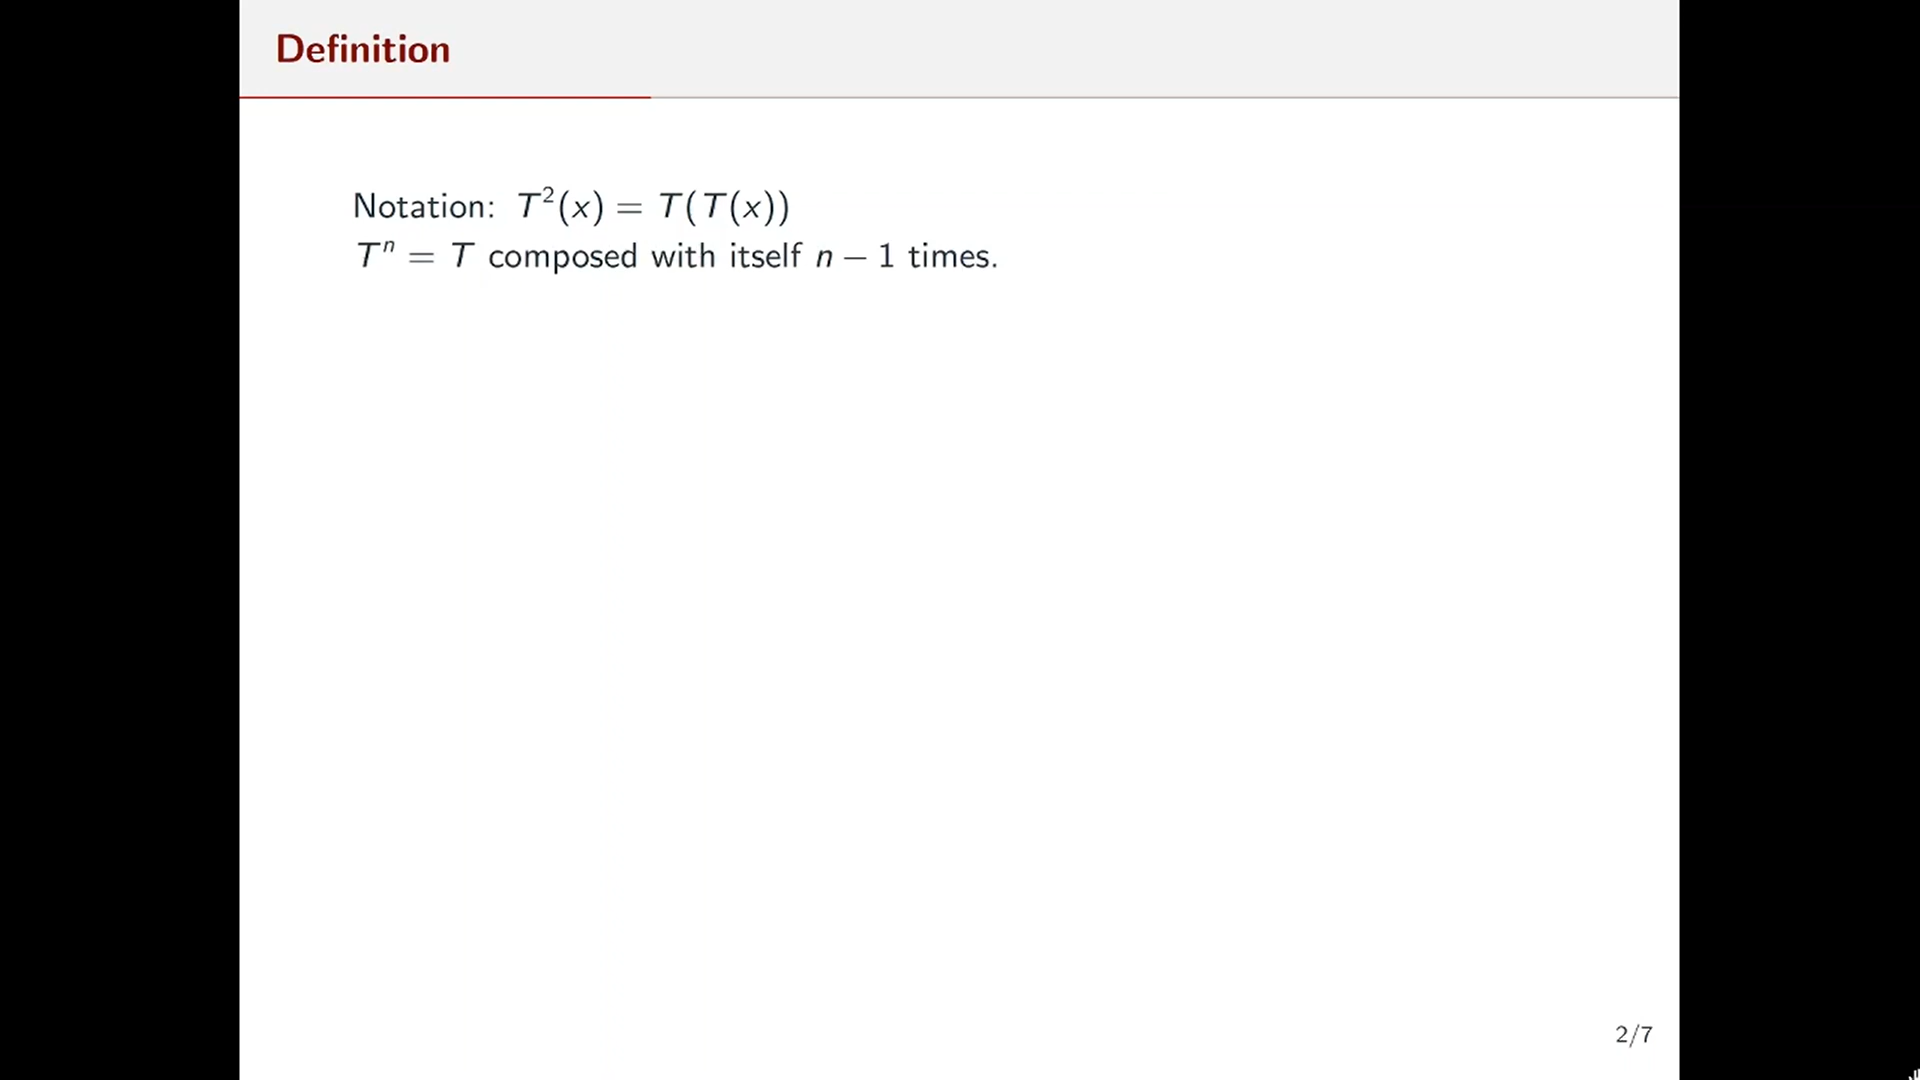 Definition
Notation: T²(x) = T(T(x))
Tⁿ = T composed with itself n − 1 times.
2/7